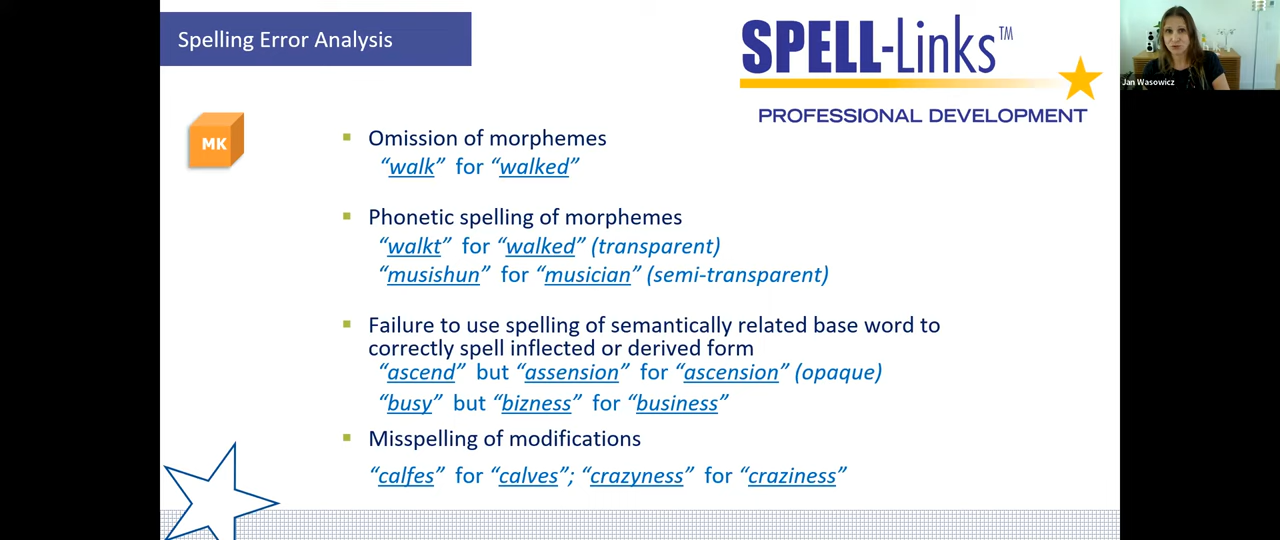 Spelling Error Analysis
SPELL-Links™
PROFESSIONAL DEVELOPMENT
Jan Wasowicz
MK
Omission of morphemes
“walk” for “walked”
Phonetic spelling of morphemes
“walkt” for “walked” (transparent)
“musishun” for “musician” (semi-transparent)
Failure to use spelling of semantically related base word to
correctly spell inflected or derived form
“ascend” but “assension” for “ascension” (opaque)
“busy” but “bizness” for “business”
Misspelling of modifications
“calfes” for “calves”; “crazyness” for “craziness”